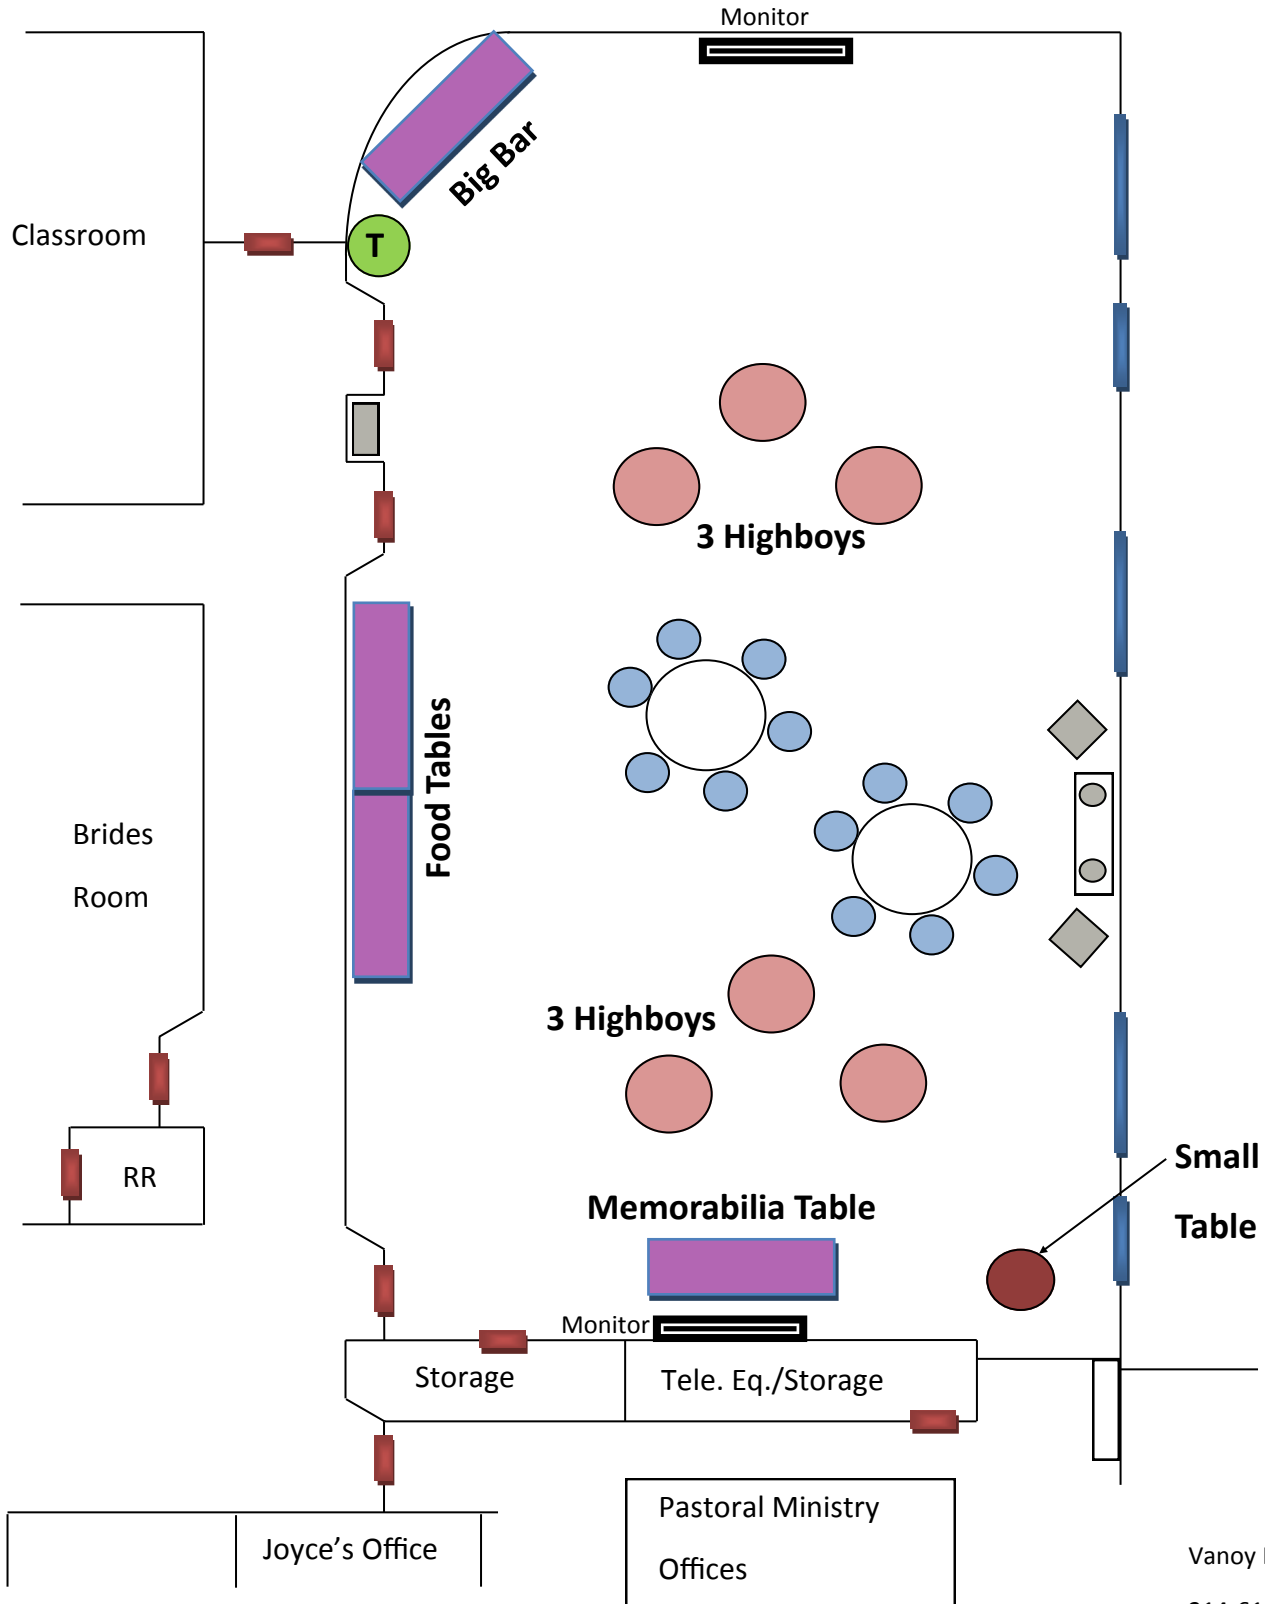 Monitor
Big Bar
Classroom
T
3 Highboys
Food Tables
Brides
Room
3 Highboys
RR
Small
Table
Memorabilia Table
Monitor
Storage
Tele. Eq./Storage
Pastoral Ministry
Offices
Joyce’s Office
Vanoy